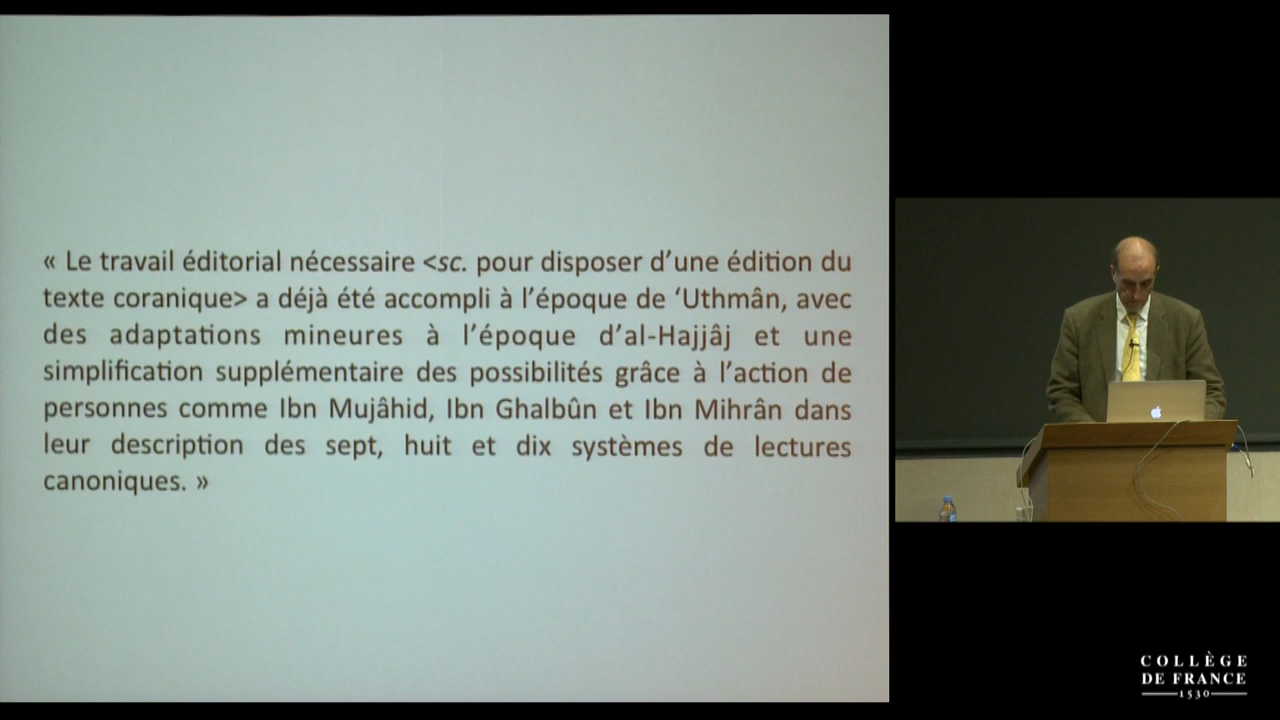 « Le travail éditorial nécessaire <sc. pour disposer d’une édition du
texte coranique> a déjà été accompli à l’époque de ‘Uthmân, avec
des adaptations mineures à l’époque d’al-Hajjâj et une
simplification supplémentaire des possibilités grâce à l’action de
personnes comme Ibn Mujâhid, Ibn Ghalbûn et Ibn Mihrân dans
leur description des sept, huit et dix systèmes de lectures
canoniques. »
COLLÈGE
DE FRANCE
1530